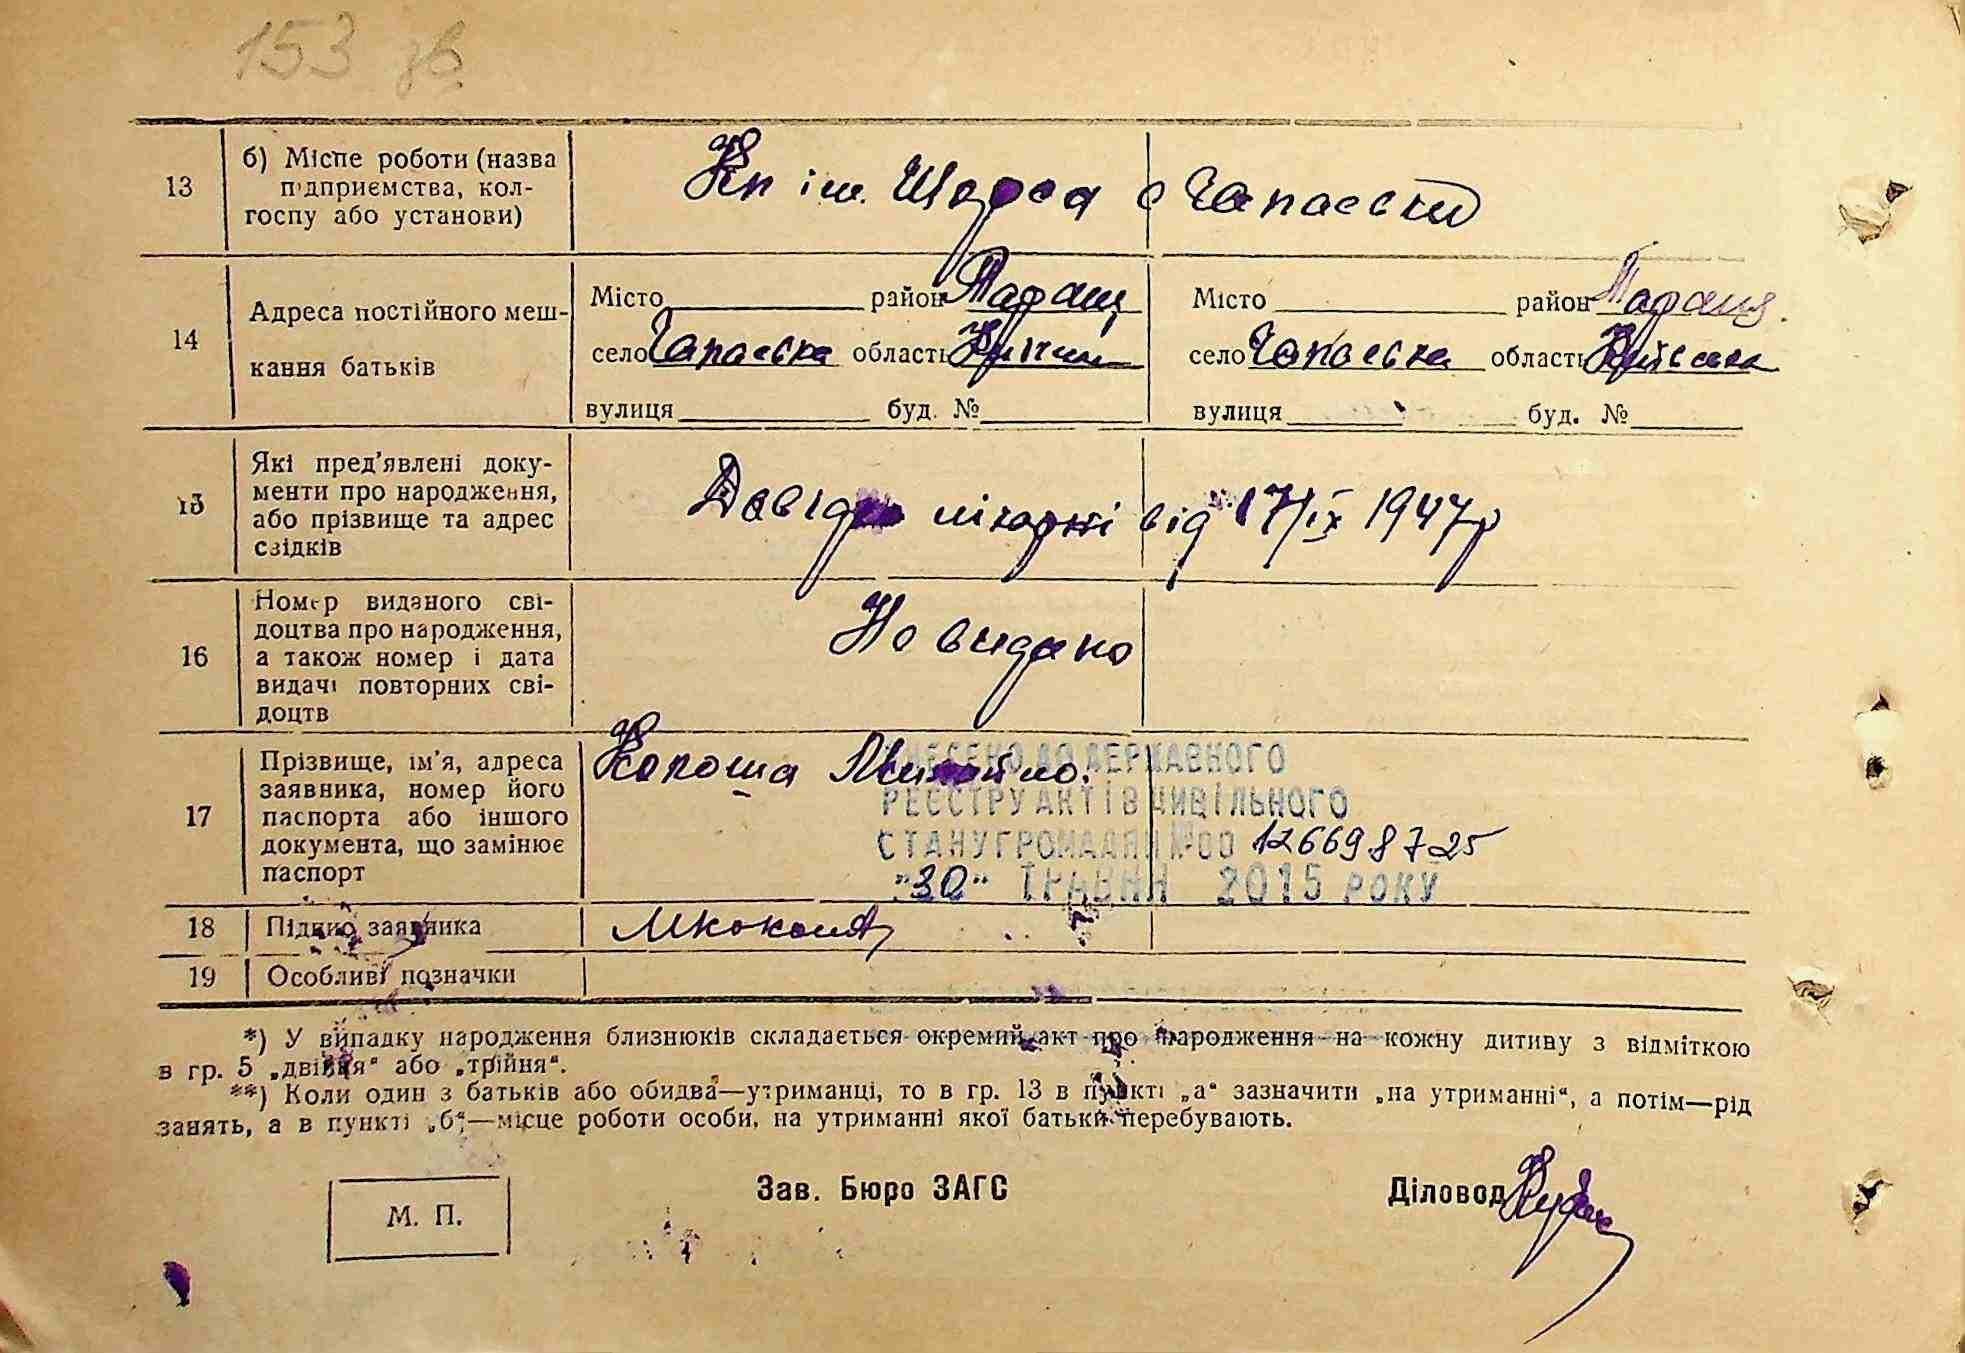 153 зв.
13
б) Місце роботи (назва
підприємства, кол-
госпу або установи)
Кп ім. Щорса с Чапаєвки
14
Адреса постійного меш-
кання батьків
Місто район Таращ
село Чапаєвка область
вулиця буд. №
Місто район Таращ.
село Чапаєвка область Київська
вулиця буд. №
15
Які пред'явлені доку-
менти про народження,
або прізвище та адрес
свідків
Довідка лікарні від 17/IX 1947р
16
Номер виданого сві-
доцтва про народження,
а також номер і дата
видачі повторних сві-
доцтв
Не видано
17
Прізвище, ім'я, адреса
заявника, номер його
паспорта або іншого
документа, що замінює
паспорт
Михайло.
ВНЕСЕНО ДО ДЕРЖАВНОГО
РЕЄСТРУ АКТІВ ЦИВІЛЬНОГО
СТАНУ ГРОМАДЯН №00 126698725
"30" ТРАВНЯ 2015 РОКУ
18
Підпис заявника
19
Особливі позначки
*) У випадку народження близнюків складається окремий акт про народження на кожну дитину з відміткою
в гр. 5 „двійня“ або „трійня“.
**) Коли один з батьків або обидва—утриманці, то в гр. 13 в пункті „а“ зазначити „на утриманні“, а потім—рід
занять, а в пункті „б“—місце роботи особи, на утриманні якої батьки перебувають.
М. П.
Зав. Бюро ЗАГС
Діловод